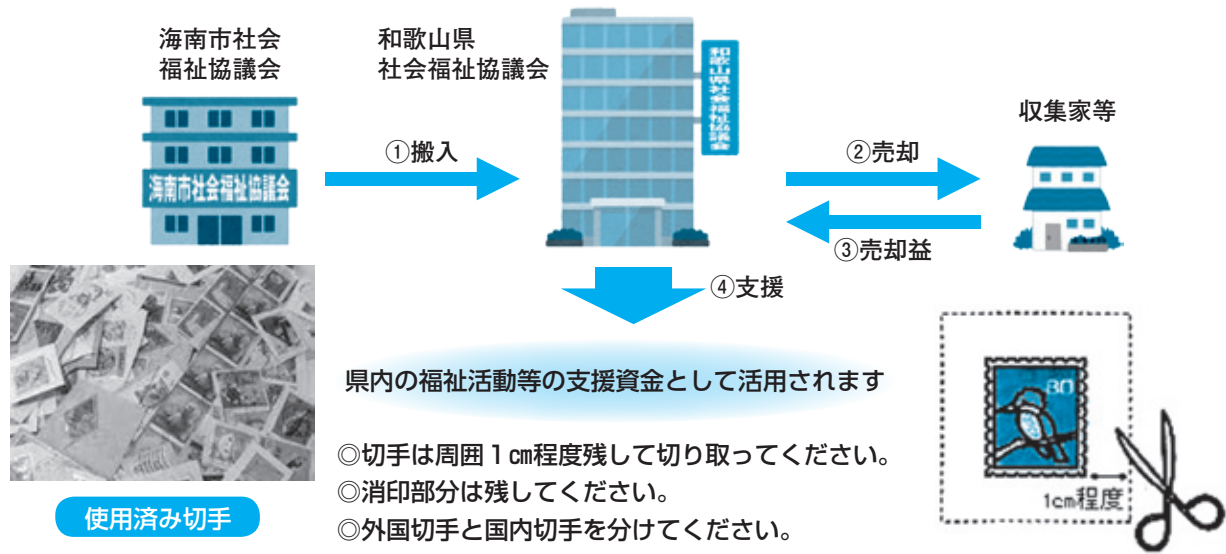 海南市社会
福祉協議会
和歌山県
社会福祉協議会
和歌山県社会福祉協議会
収集家等
①搬入
②売却
海南市社会福祉協議会
③売却益
④支援
県内の福祉活動等の支援資金として活用されます
80
◎切手は周囲1㎝程度残して切り取ってください。
◎消印部分は残してください。
◎外国切手と国内切手を分けてください。
1cm程度
使用済み切手